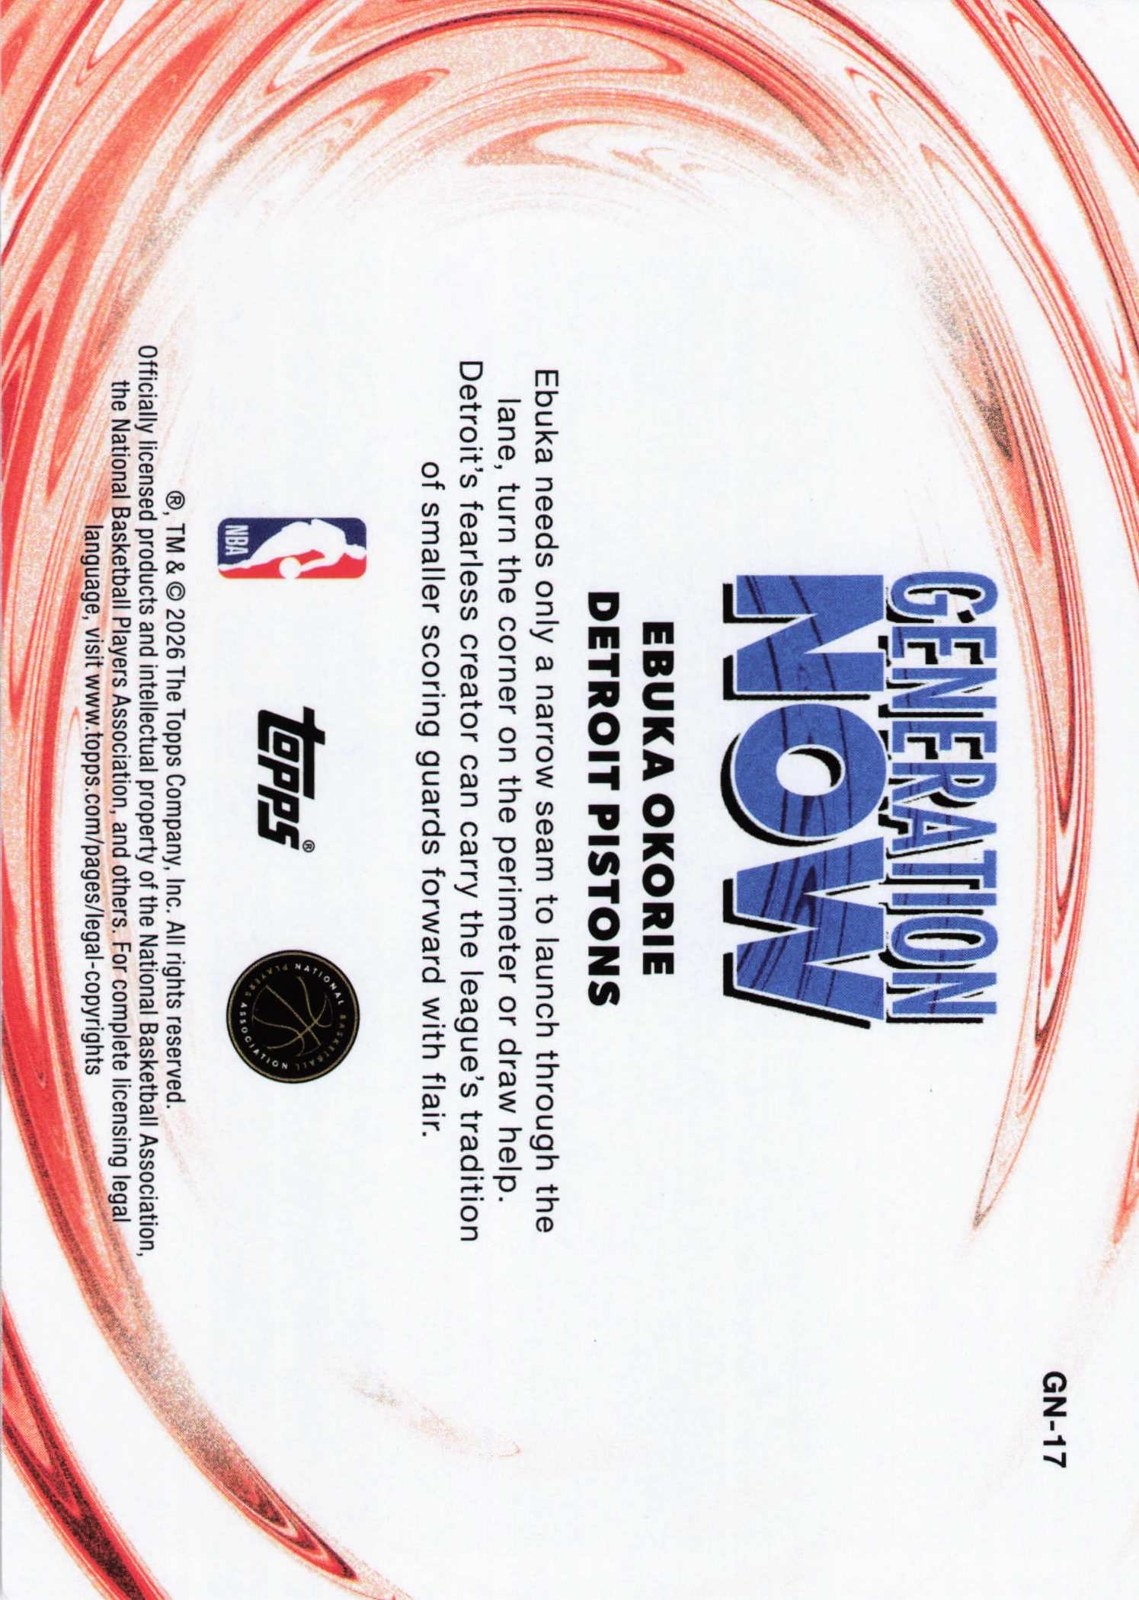 GN-17
GENERATION
NOW
EBUKA OKORIE
DETROIT PISTONS
Ebuka needs only a narrow seam to launch through the
lane, turn the corner on the perimeter or draw help.
Detroit's fearless creator can carry the league's tradition
of smaller scoring guards forward with flair.
NBA
topps®
NATIONAL BASKETBALL
PLAYERS ASSOCIATION
®, TM & © 2026 The Topps Company, Inc. All rights reserved.
Officially licensed products and intellectual property of the National Basketball Association,
the National Basketball Players Association, and others. For complete licensing legal
language, visit www.topps.com/pages/legal-copyrights